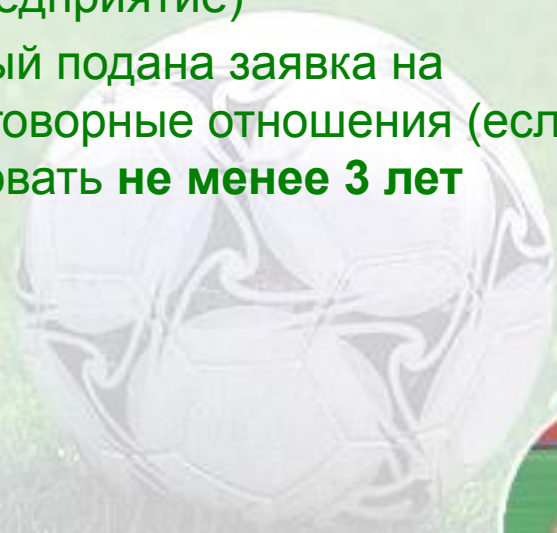 едприятие)
ый подана заявка на
говорные отношения (есл
овать не менее 3 лет